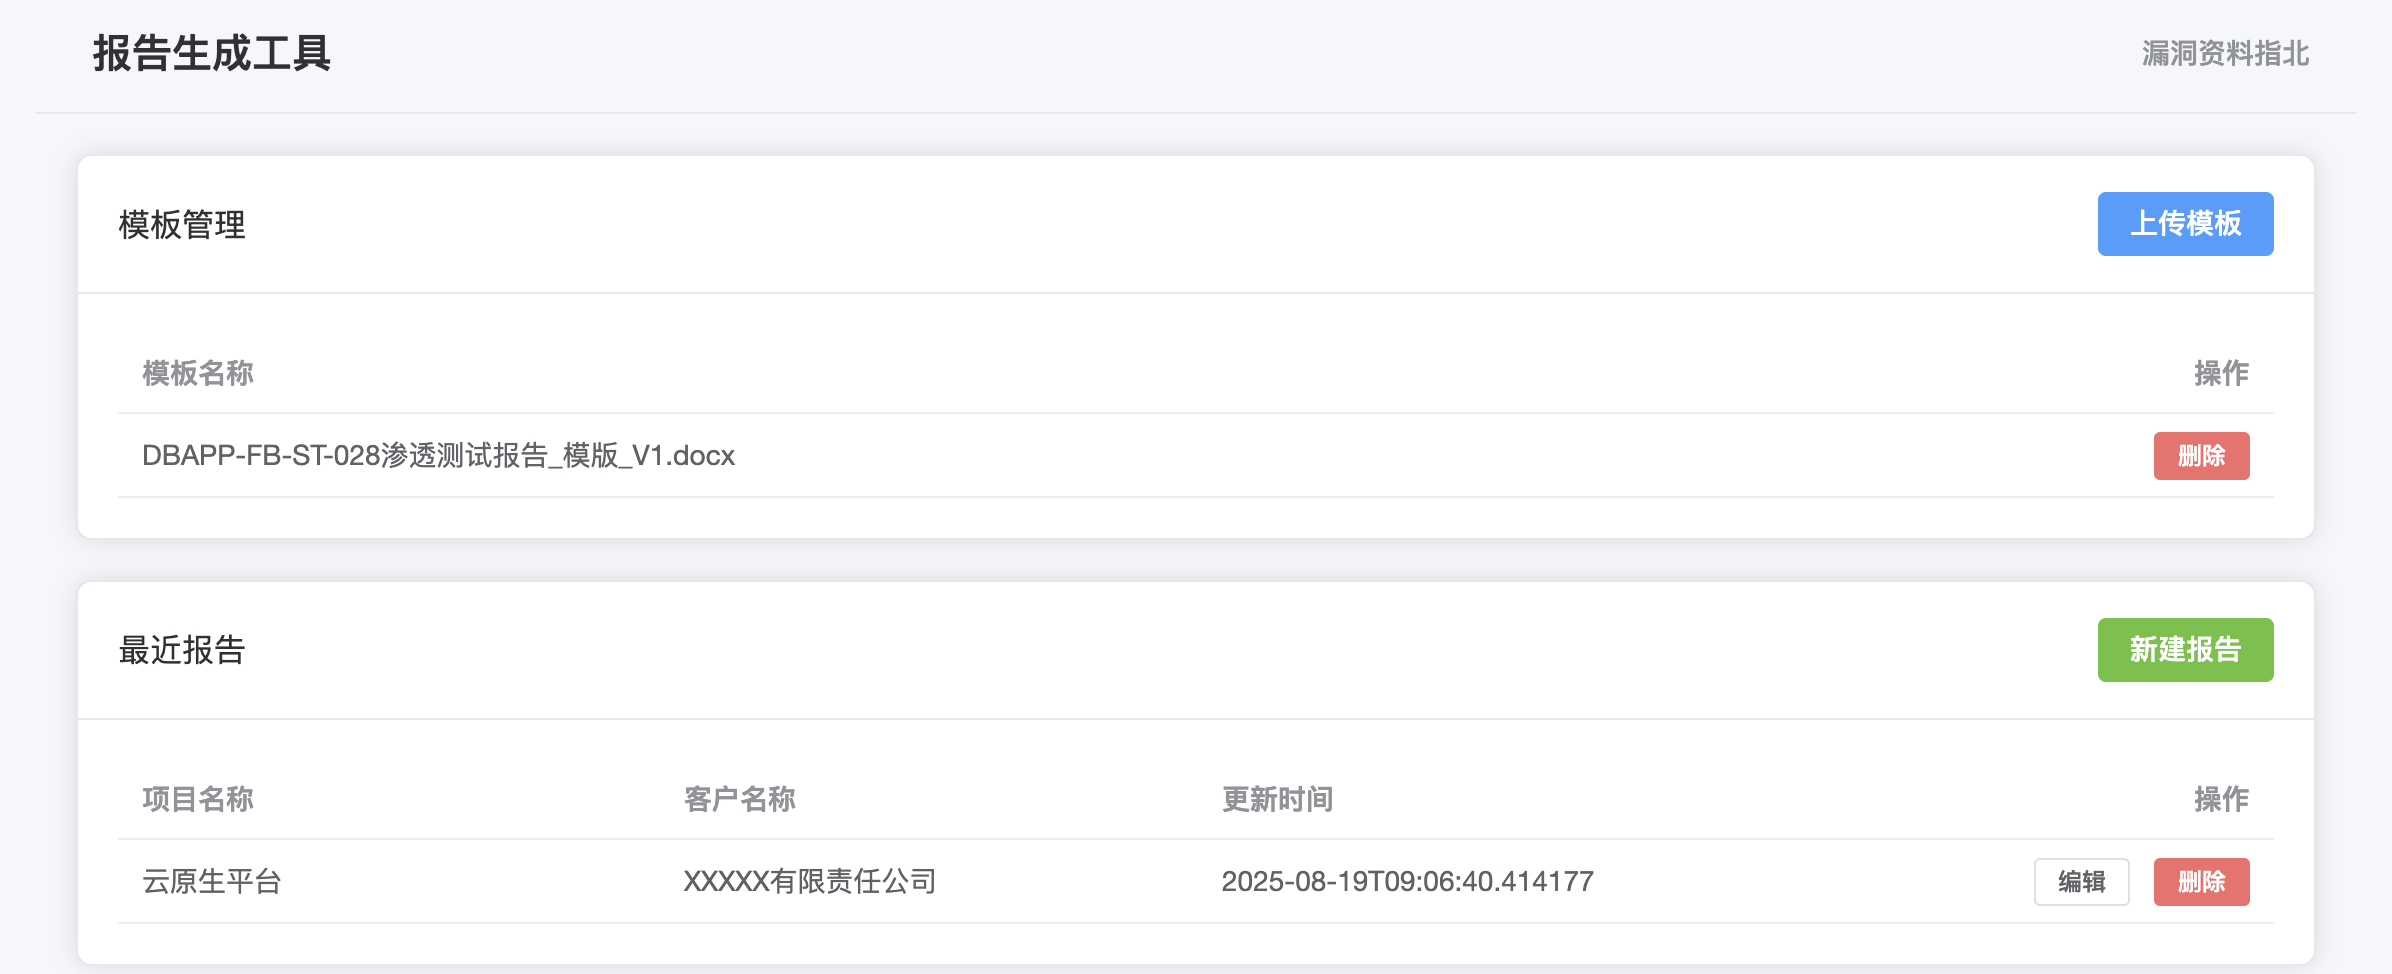 报告生成工具
漏洞资料指北
模板管理
上传模板
模板名称 操作
DBAPP-FB-ST-028渗透测试报告_模版_V1.docx 删除
最近报告
新建报告
项目名称 客户名称 更新时间 操作
云原生平台 XXXXX有限责任公司 2025-08-19T09:06:40.414177 编辑 删除